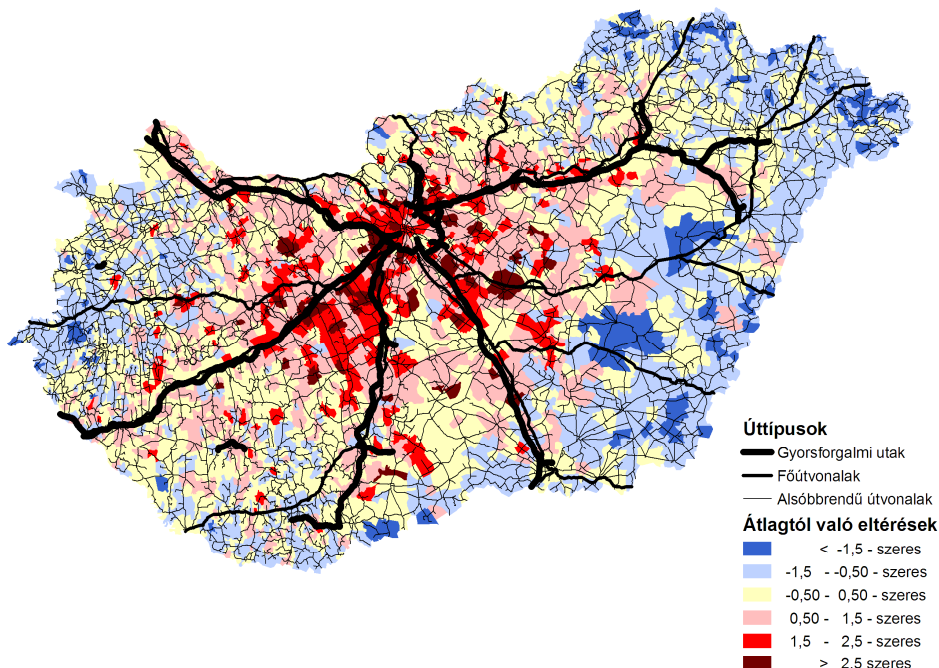 Úttípusok
Gyorsforgalmi utak
Főútvonalak
Alsóbbrendű útvonalak
Átlagtól való eltérések
< -1,5 - szeres
-1,5 - -0,50 - szeres
-0,50 - 0,50 - szeres
0,50 - 1,5 - szeres
1,5 - 2,5 - szeres
> 2,5 szeres